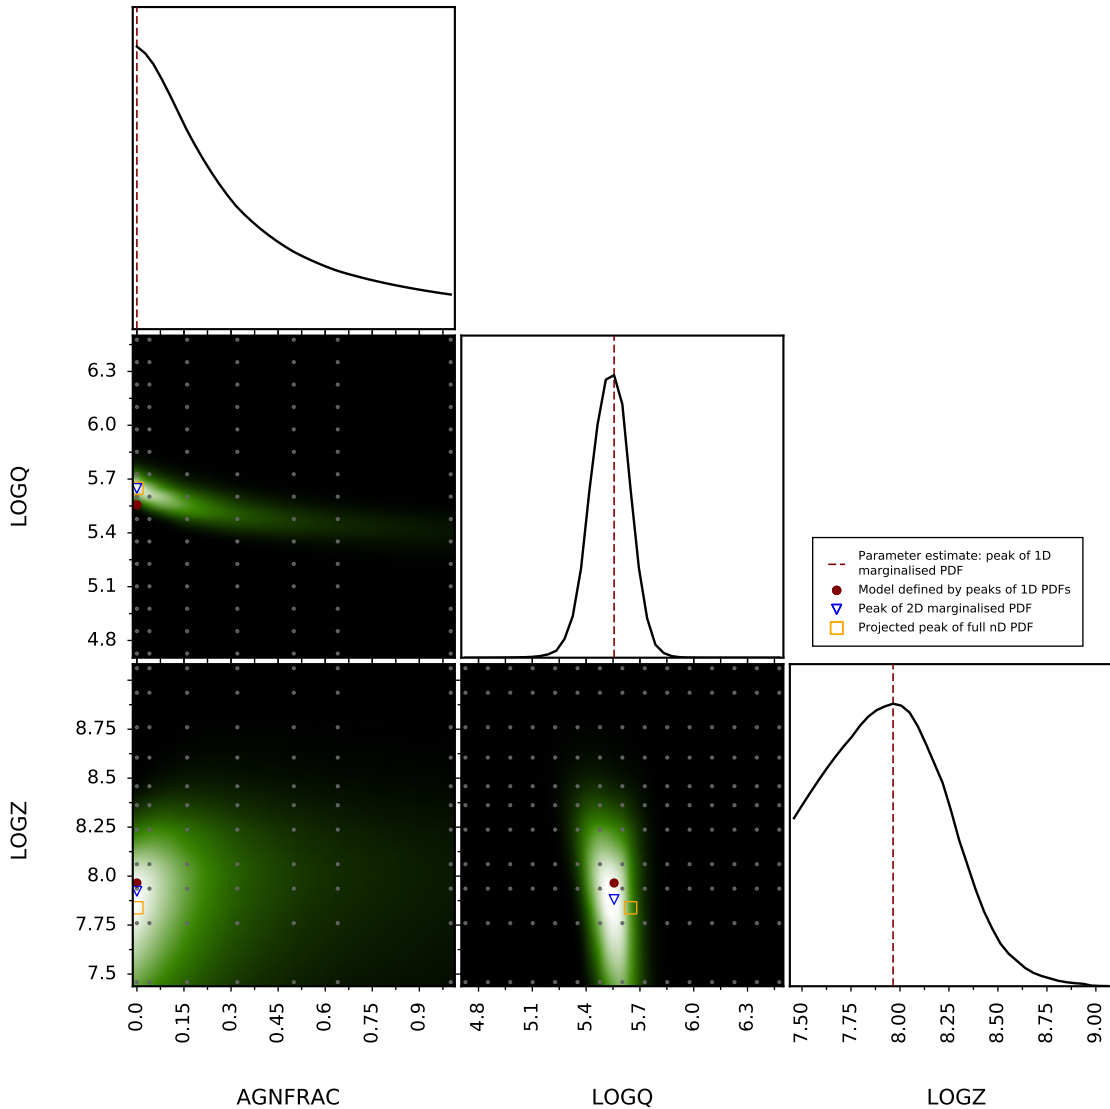 6.3
6.0
5.7
5.4
5.1
4.8
LOGQ
Parameter estimate: peak of 1D
marginalised PDF
Model defined by peaks of 1D PDFs
Peak of 2D marginalised PDF
Projected peak of full nD PDF
8.75
8.5
8.25
8.0
7.75
7.5
LOGZ
0.0 0.15 0.3 0.45 0.6 0.75 0.9
4.8 5.1 5.4 5.7 6.0 6.3
7.50 7.75 8.00 8.25 8.50 8.75 9.00
AGNFRAC
LOGQ
LOGZ